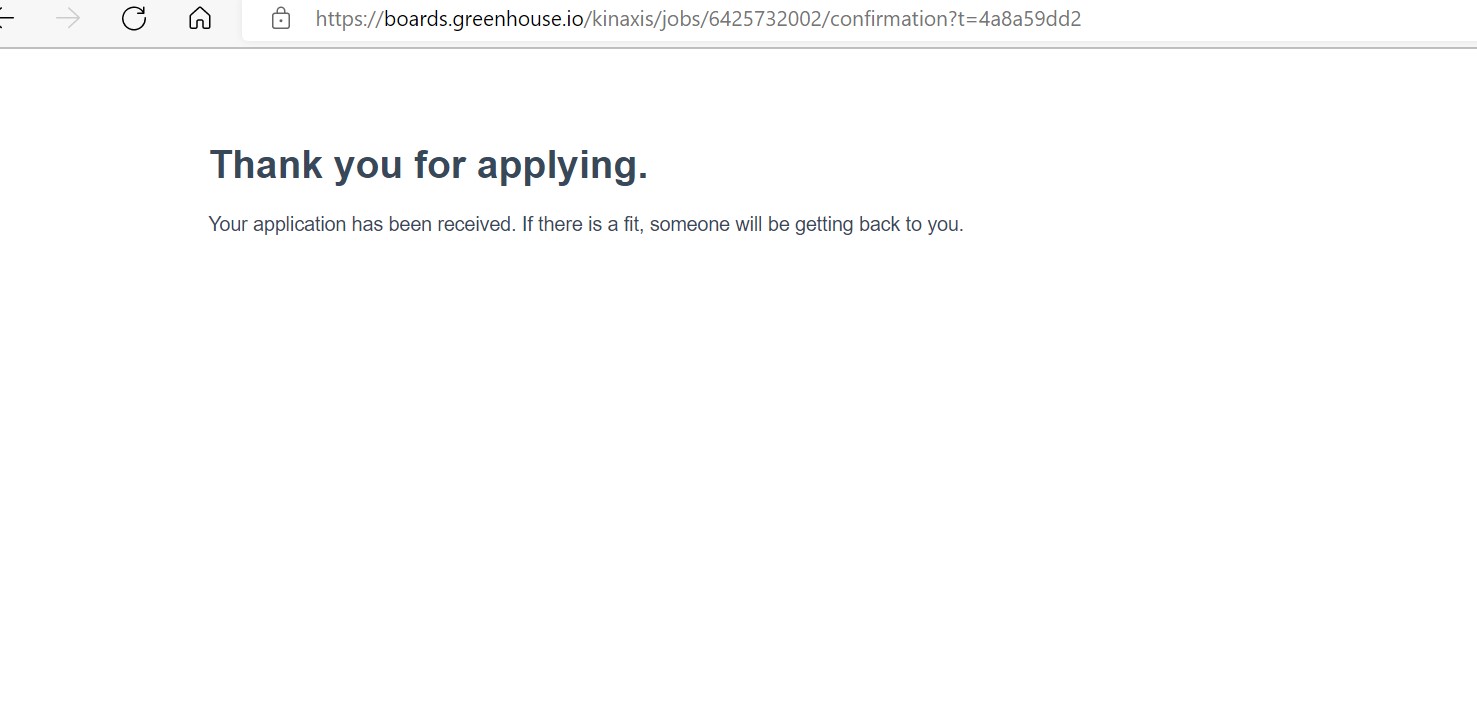 https://boards.greenhouse.io/kinaxis/jobs/6425732002/confirmation?t=4a8a59dd2
Thank you for applying.
Your application has been received. If there is a fit, someone will be getting back to you.